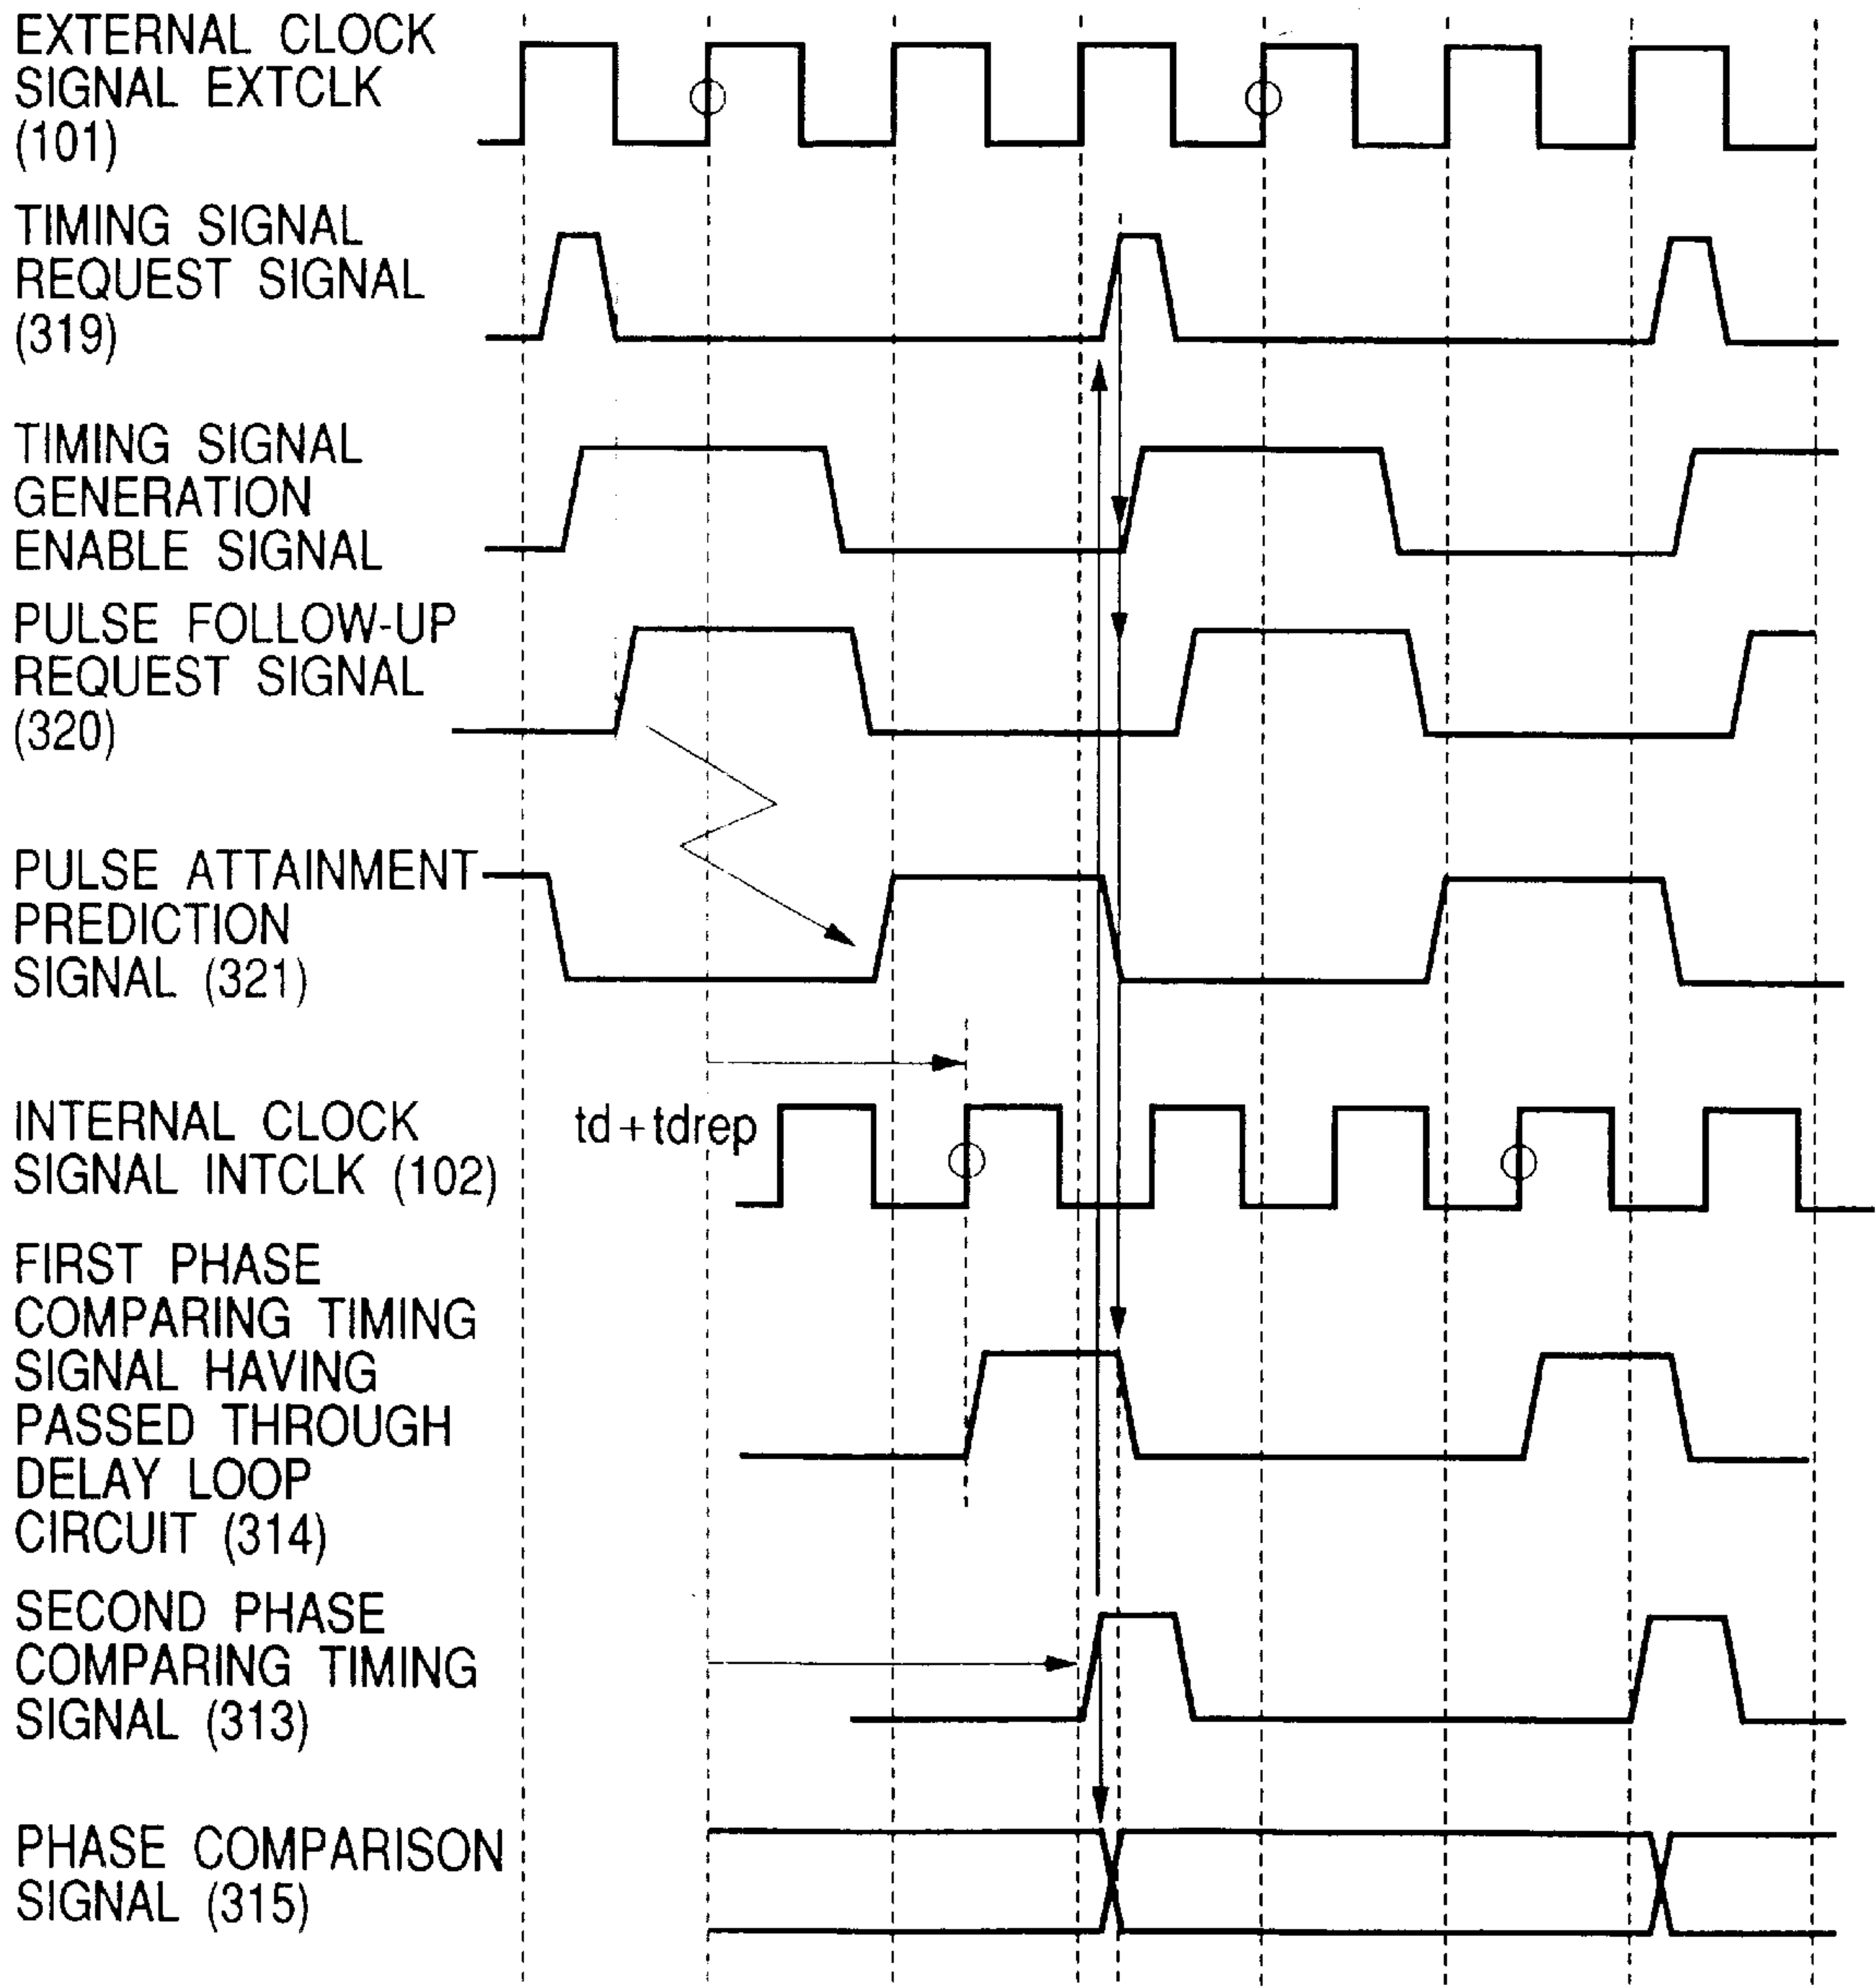 EXTERNAL CLOCK
SIGNAL EXTCLK
(101)
TIMING SIGNAL
REQUEST SIGNAL
(319)
TIMING SIGNAL
GENERATION
ENABLE SIGNAL
PULSE FOLLOW-UP
REQUEST SIGNAL
(320)
PULSE ATTAINMENT
PREDICTION
SIGNAL (321)
INTERNAL CLOCK
SIGNAL INTCLK (102)
td+tdrep
FIRST PHASE
COMPARING TIMING
SIGNAL HAVING
PASSED THROUGH
DELAY LOOP
CIRCUIT (314)
SECOND PHASE
COMPARING TIMING
SIGNAL (313)
PHASE COMPARISON
SIGNAL (315)